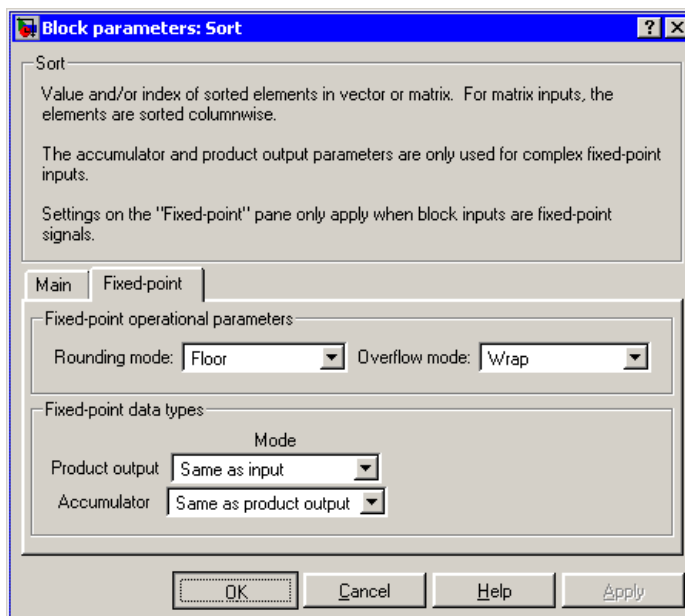 Block parameters: Sort
Sort
Value and/or index of sorted elements in vector or matrix. For matrix inputs, the
elements are sorted columnwise.
The accumulator and product output parameters are only used for complex fixed-point
inputs.
Settings on the "Fixed-point" pane only apply when block inputs are fixed-point
signals.
Main Fixed-point
Fixed-point operational parameters
Rounding mode: Floor Overflow mode: Wrap
Fixed-point data types
Mode
Product output Same as input
Accumulator Same as product output
OK Cancel Help Apply